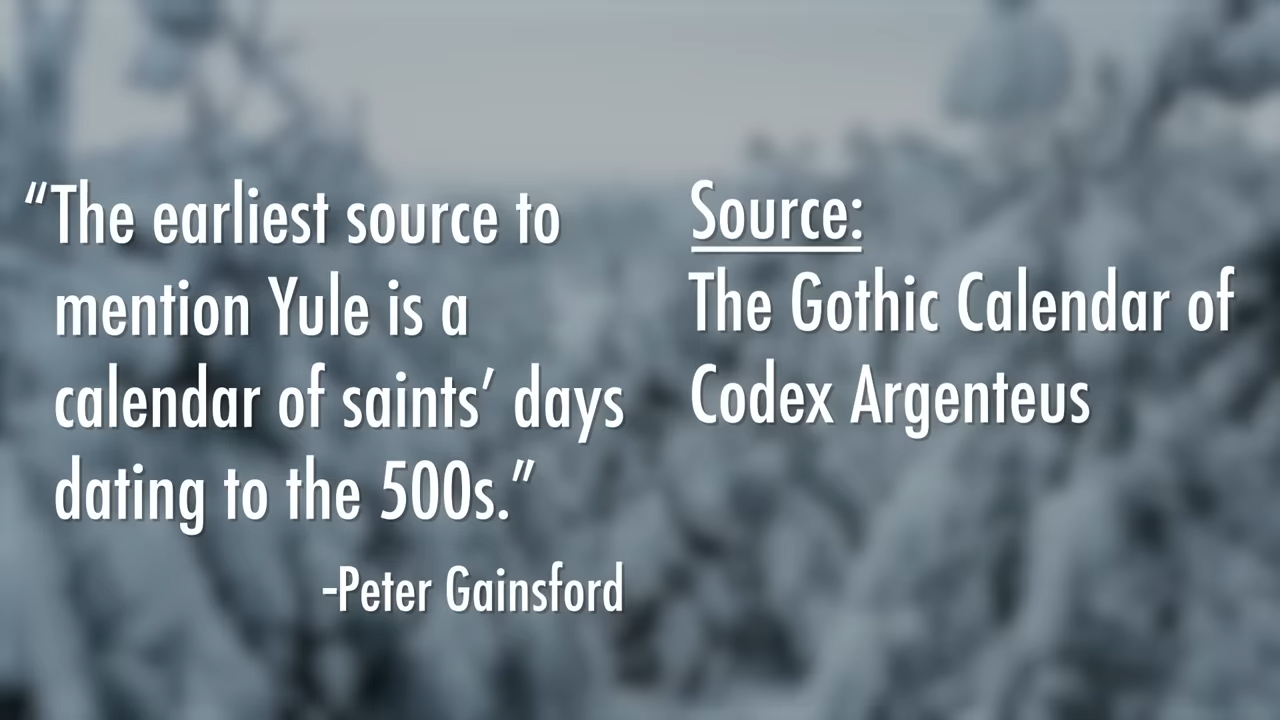 “The earliest source to
mention Yule is a
calendar of saints’ days
dating to the 500s.”
-Peter Gainsford
Source:
The Gothic Calendar of
Codex Argenteus